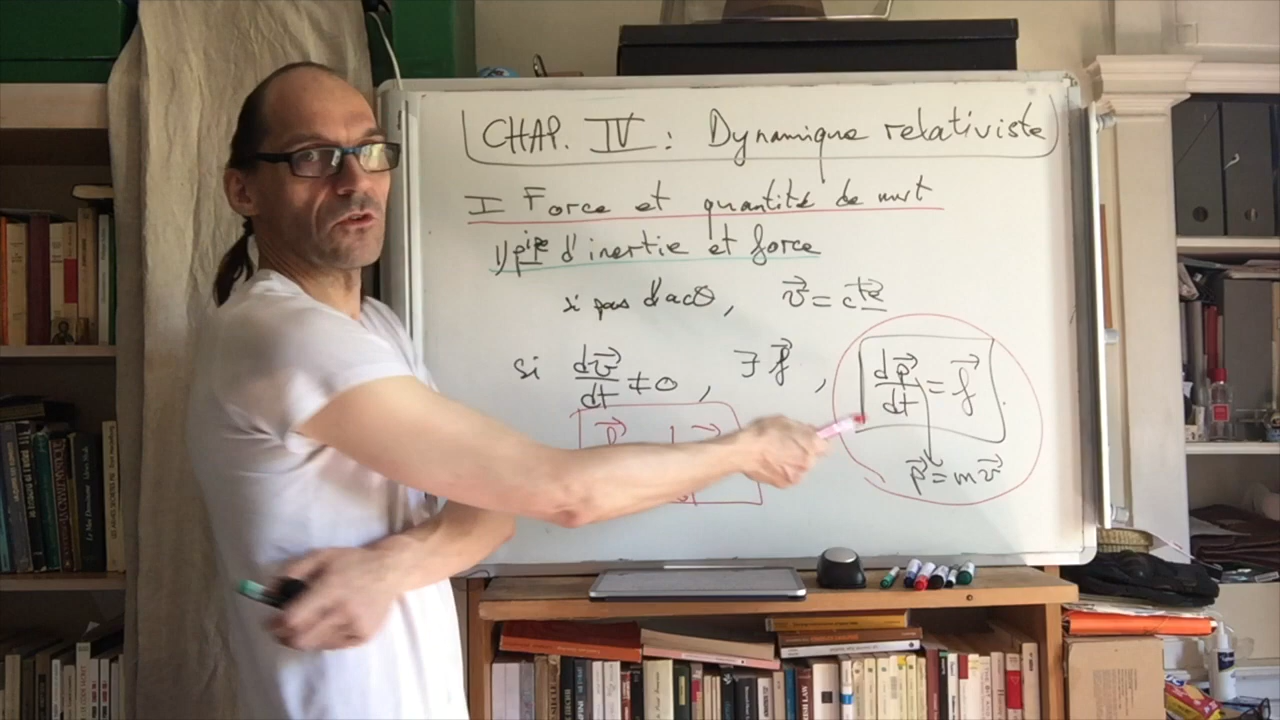 CHAP. IV : Dynamique relativiste
I Force et quantité de mvt
1) pipe d'inertie et force
si pas d'act⁰, v⃗ = cte
si dv⃗/dt ≠ 0, ∃ f⃗, dp⃗/dt = f⃗
p⃗ = mv⃗